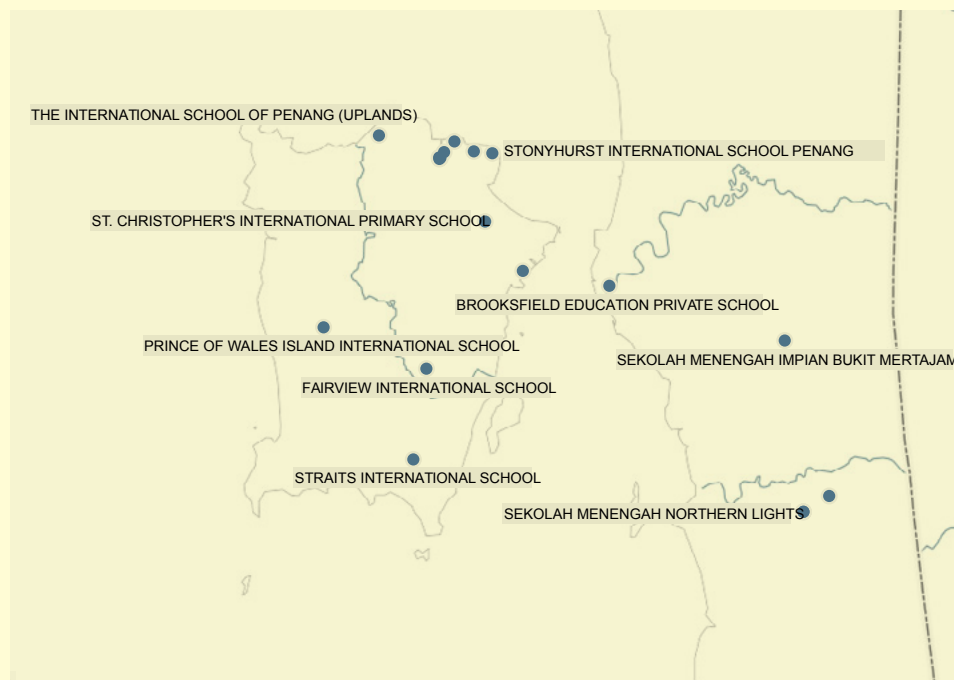 THE INTERNATIONAL SCHOOL OF PENANG (UPLANDS)
STONYHURST INTERNATIONAL SCHOOL PENANG
ST. CHRISTOPHER'S INTERNATIONAL PRIMARY SCHOOL
BROOKSFIELD EDUCATION PRIVATE SCHOOL
PRINCE OF WALES ISLAND INTERNATIONAL SCHOOL
SEKOLAH MENENGAH IMPIAN BUKIT MERTAJAM
FAIRVIEW INTERNATIONAL SCHOOL
STRAITS INTERNATIONAL SCHOOL
SEKOLAH MENENGAH NORTHERN LIGHTS